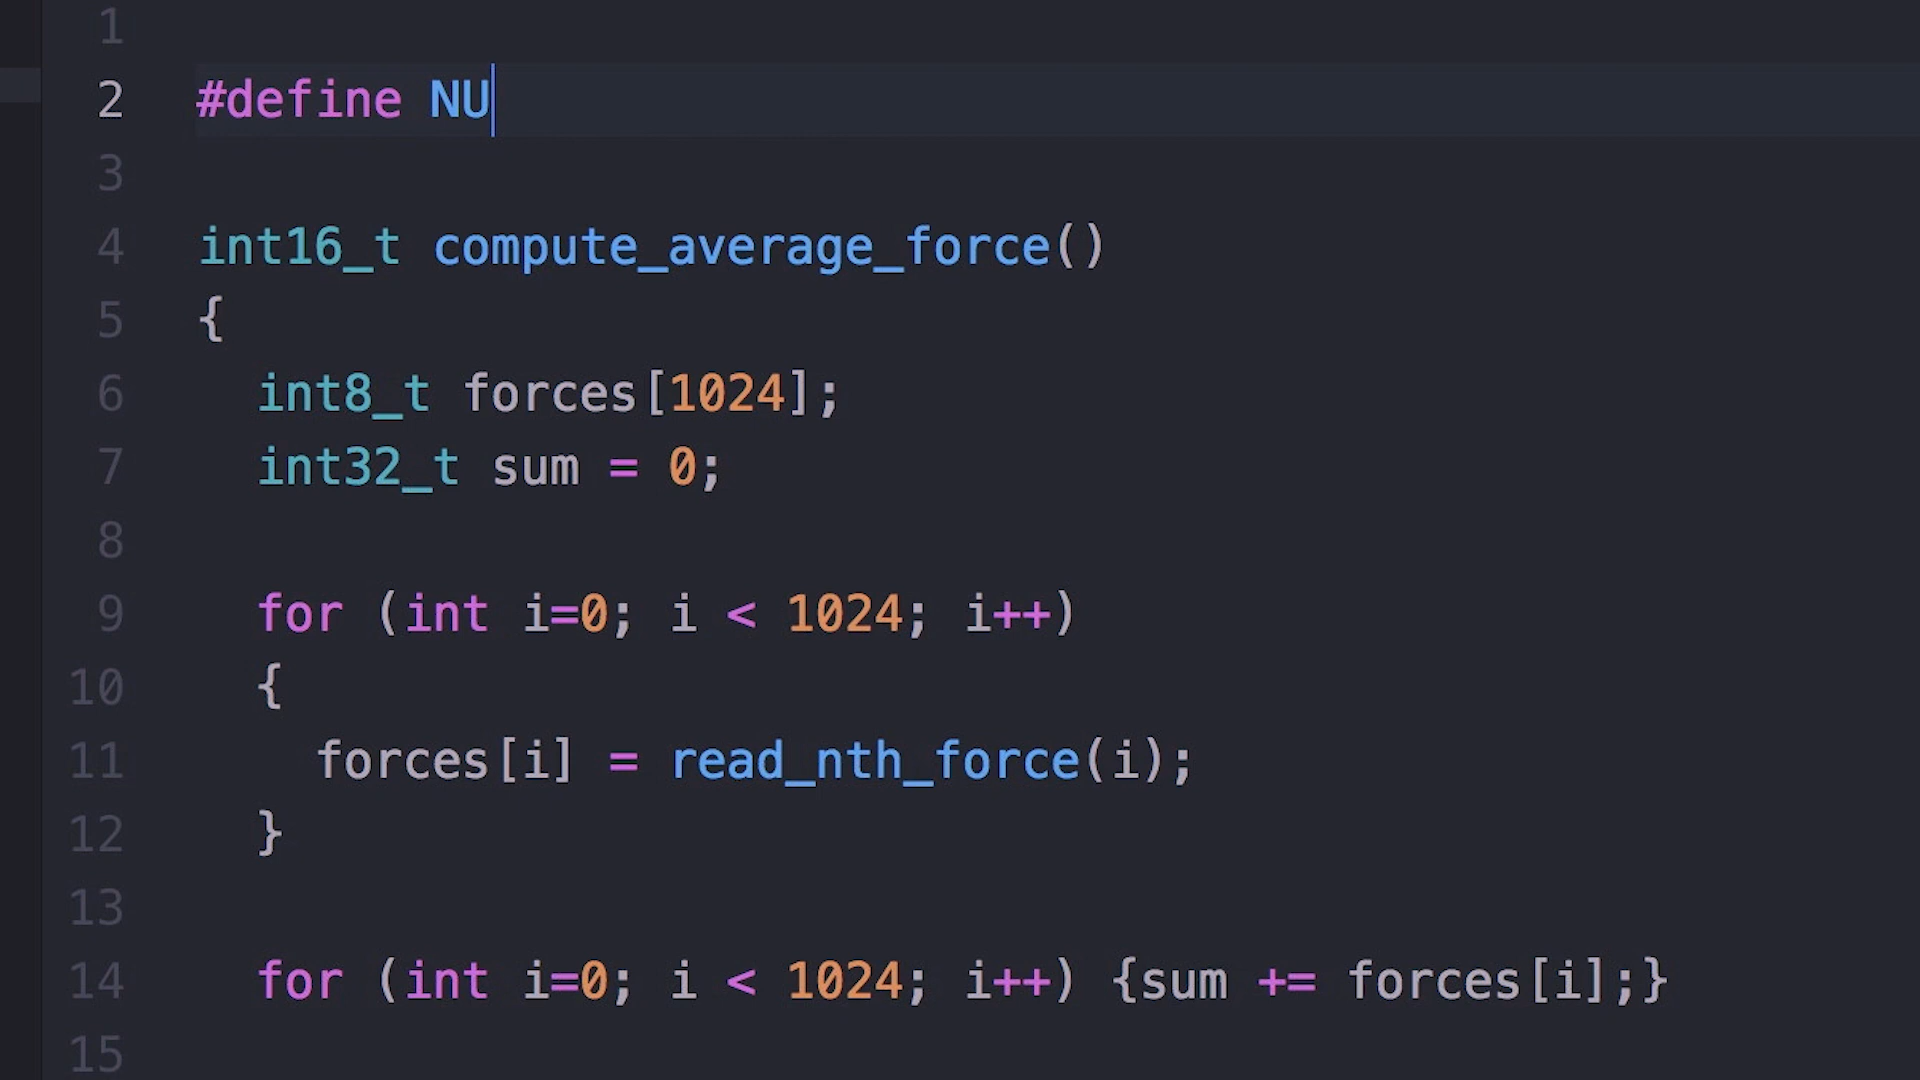 1
2 #define NU
3
4 int16_t compute_average_force()
5 {
6 int8_t forces[1024];
7 int32_t sum = 0;
8
9 for (int i=0; i < 1024; i++)
10 {
11 forces[i] = read_nth_force(i);
12 }
13
14 for (int i=0; i < 1024; i++) {sum += forces[i];}
15